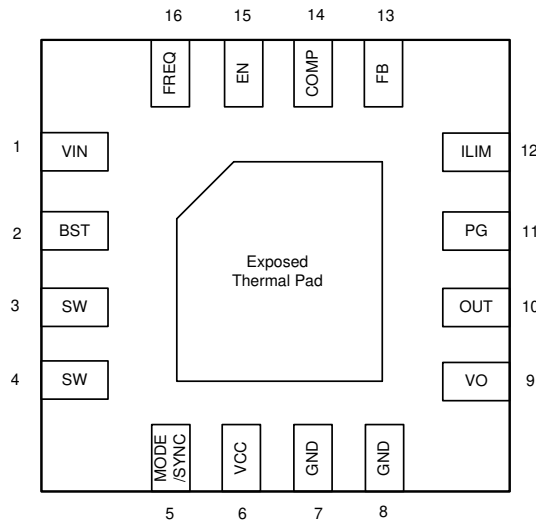 16 15 14 13
FREQ
EN
COMP
FB
1 VIN
ILIM 12
2 BST
PG 11
Exposed
Thermal Pad
3 SW
OUT 10
4 SW
VO 9
MODE
/SYNC
VCC
GND
GND
5 6 7 8